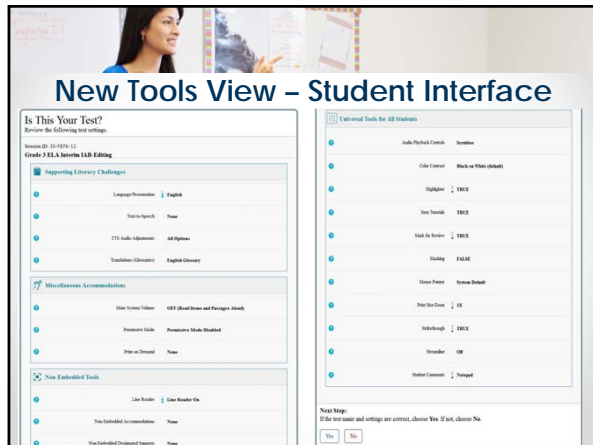 New Tools View – Student Interface
Is This Your Test?
Review the following test settings.
Grade 3 ELA Interim IAB-Editing
Supporting Literacy Challenges
Language/Presentation English
Text-to-Speech None
TTS Audio Adjustments All Options
Translations (Glossaries) English Glossary
Miscellaneous Accommodations
Mute System Volume OFF (Read Items and Passages Aloud)
Permissive Mode Permissive Mode Disabled
Print on Demand None
Non-Embedded Tools
Line Reader Line Reader On
Non-Embedded Accommodations None
Non-Embedded Designated Supports None
Universal Tools for All Students
Audio Playback Controls Scrubber
Color Contrast Black on White (default)
Highlighter TRUE
Item Tutorials TRUE
Mark for Review TRUE
Masking FALSE
Mouse Pointer System Default
Print Size/Zoom 1X
Strikethrough TRUE
Streamline Off
Student Comments Notepad
Next Step:
If the test name and settings are correct, choose Yes. If not, choose No.
Yes No